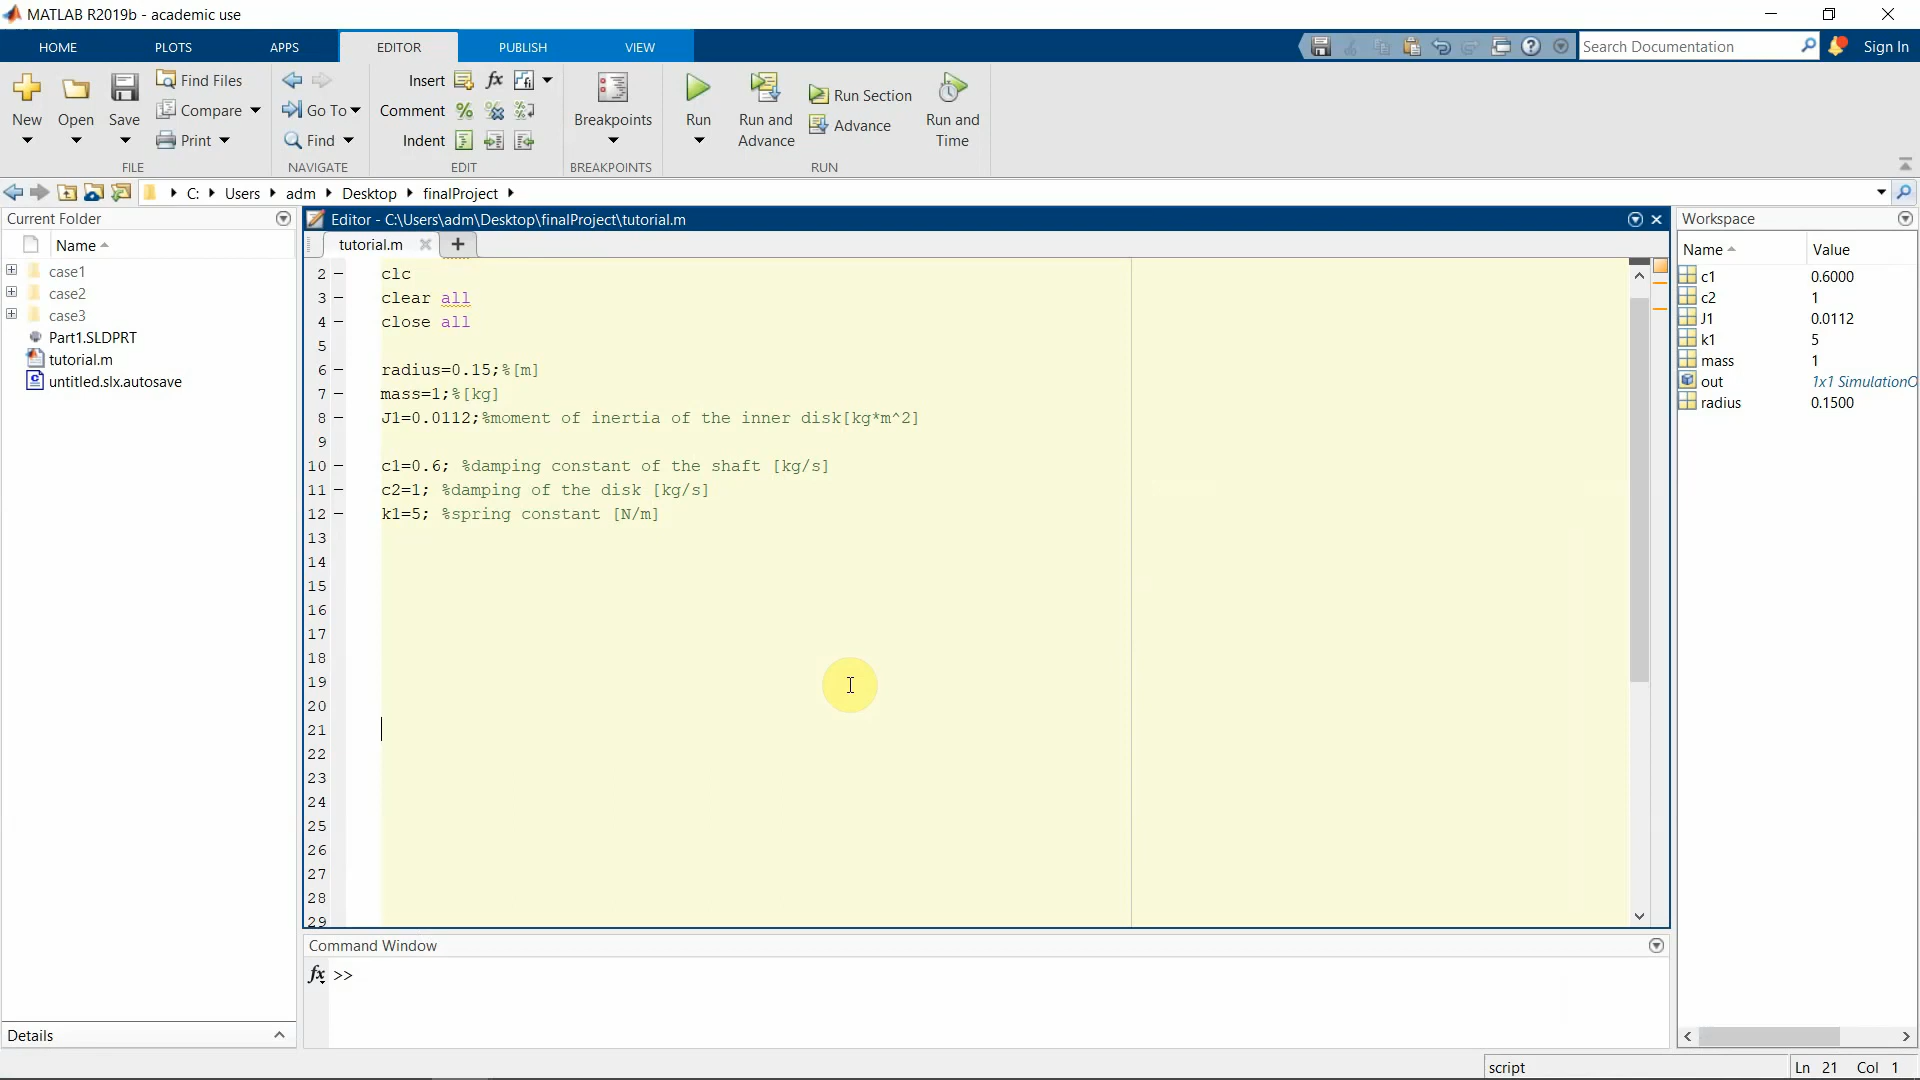 MATLAB R2019b - academic use
HOME PLOTS APPS EDITOR PUBLISH VIEW Search Documentation Sign In
New Open Save Find Files Compare Print FILE
Go To Find NAVIGATE
Insert fx Comment Indent EDIT
Breakpoints BREAKPOINTS
Run Run and Advance Run Section Advance Run and Time RUN
C: Users adm Desktop finalProject
Current Folder
Name
case1
case2
case3
Part1.SLDPRT
tutorial.m
untitled.slx.autosave
Details
Editor - C:\Users\adm\Desktop\finalProject\tutorial.m
tutorial.m
2 clc
3 clear all
4 close all
5
6 radius=0.15;%[m]
7 mass=1;%[kg]
8 J1=0.0112;%moment of inertia of the inner disk[kg*m^2]
9
10 c1=0.6; %damping constant of the shaft [kg/s]
11 c2=1; %damping of the disk [kg/s]
12 k1=5; %spring constant [N/m]
13
14
15
16
17
18
19
20
21
22
23
24
25
26
27
28
29
Command Window
fx >>
Workspace
Name Value
c1 0.6000
c2 1
J1 0.0112
k1 5
mass 1
out 1x1 SimulationO
radius 0.1500
script Ln 21 Col 1